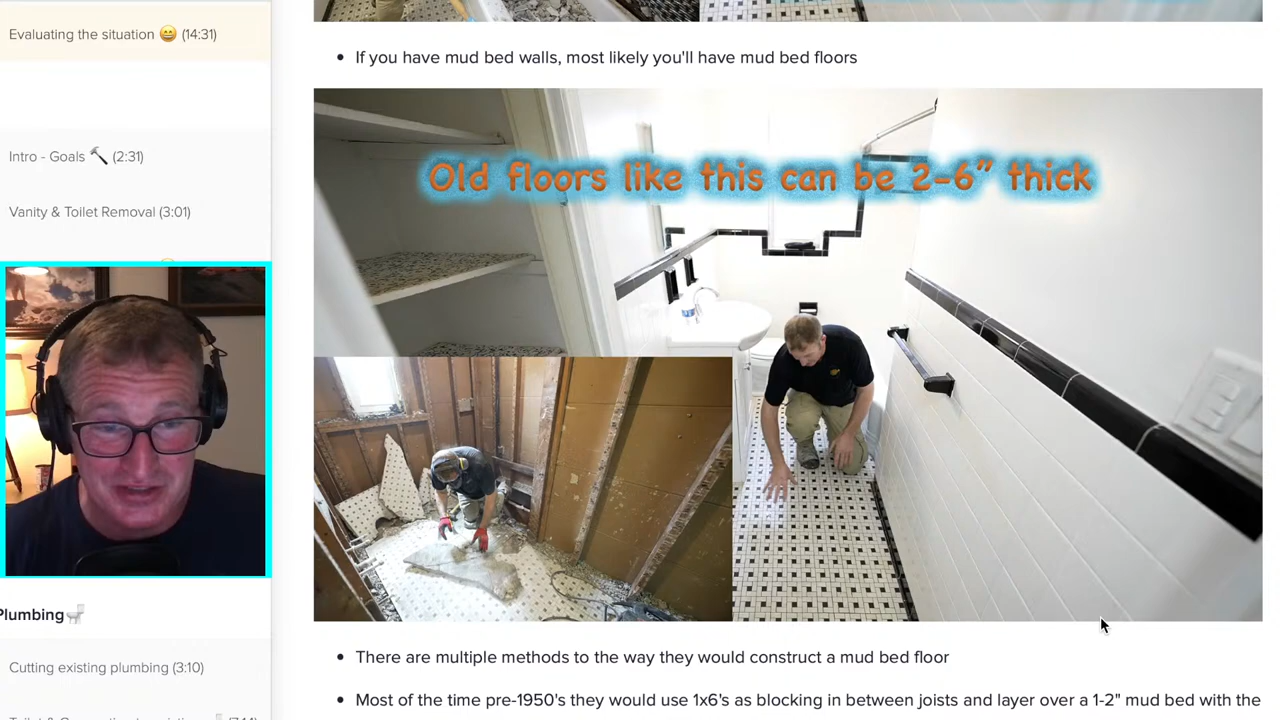 Evaluating the situation 😄 (14:31)
Intro - Goals 🔨 (2:31)
Vanity & Toilet Removal (3:01)
Plumbing🚽
Cutting existing plumbing (3:10)
If you have mud bed walls, most likely you'll have mud bed floors
Old floors like this can be 2-6" thick
There are multiple methods to the way they would construct a mud bed floor
Most of the time pre-1950's they would use 1x6's as blocking in between joists and layer over a 1-2" mud bed with the